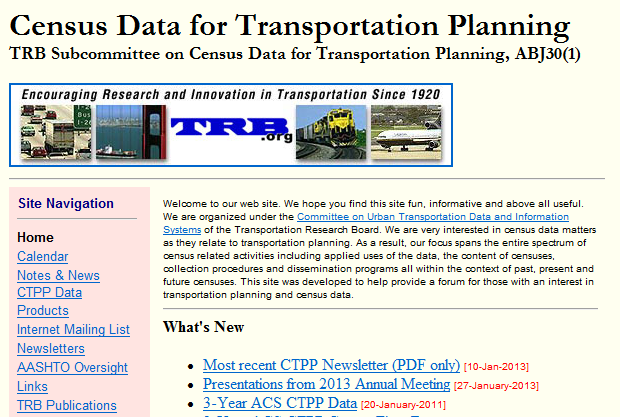 Census Data for Transportation Planning
TRB Subcommittee on Census Data for Transportation Planning, ABJ30(1)
Encouraging Research and Innovation in Transportation Since 1920
TRB
.org
Site Navigation
Home
Calendar
Notes & News
CTPP Data
Products
Internet Mailing List
Newsletters
AASHTO Oversight
Links
TRB Publications
Welcome to our web site. We hope you find this site fun, informative and above all useful.
We are organized under the Committee on Urban Transportation Data and Information
Systems of the Transportation Research Board. We are very interested in census data matters
as they relate to transportation planning. As a result, our focus spans the entire spectrum of
census related activities including applied uses of the data, the content of censuses,
collection procedures and dissemination programs all within the context of past, present and
future censuses. This site was developed to help provide a forum for those with an interest in
transportation planning and census data.
What's New
Most recent CTPP Newsletter (PDF only) [10-Jan-2013]
Presentations from 2013 Annual Meeting [27-January-2013]
3-Year ACS CTPP Data [20-January-2011]